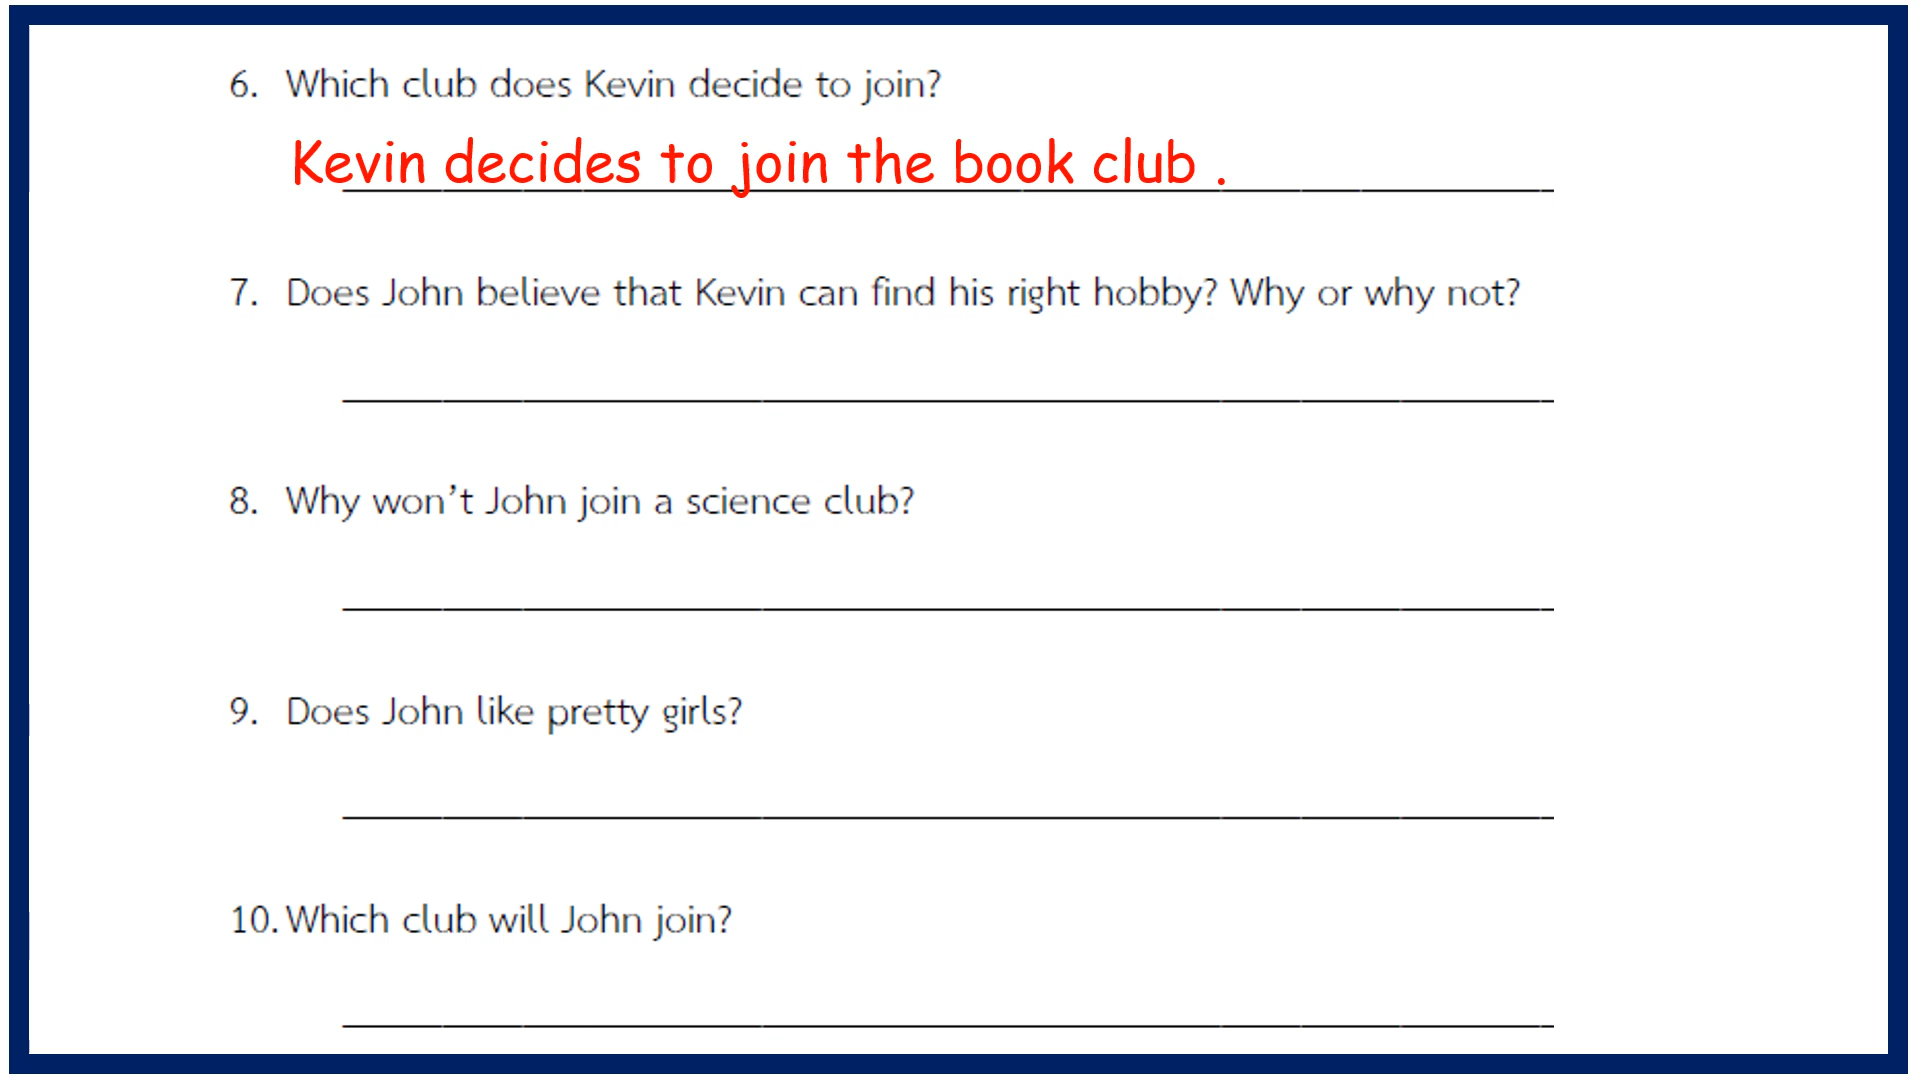 6. Which club does Kevin decide to join?
Kevin decides to join the book club .
7. Does John believe that Kevin can find his right hobby? Why or why not?
8. Why won’t John join a science club?
9. Does John like pretty girls?
10. Which club will John join?